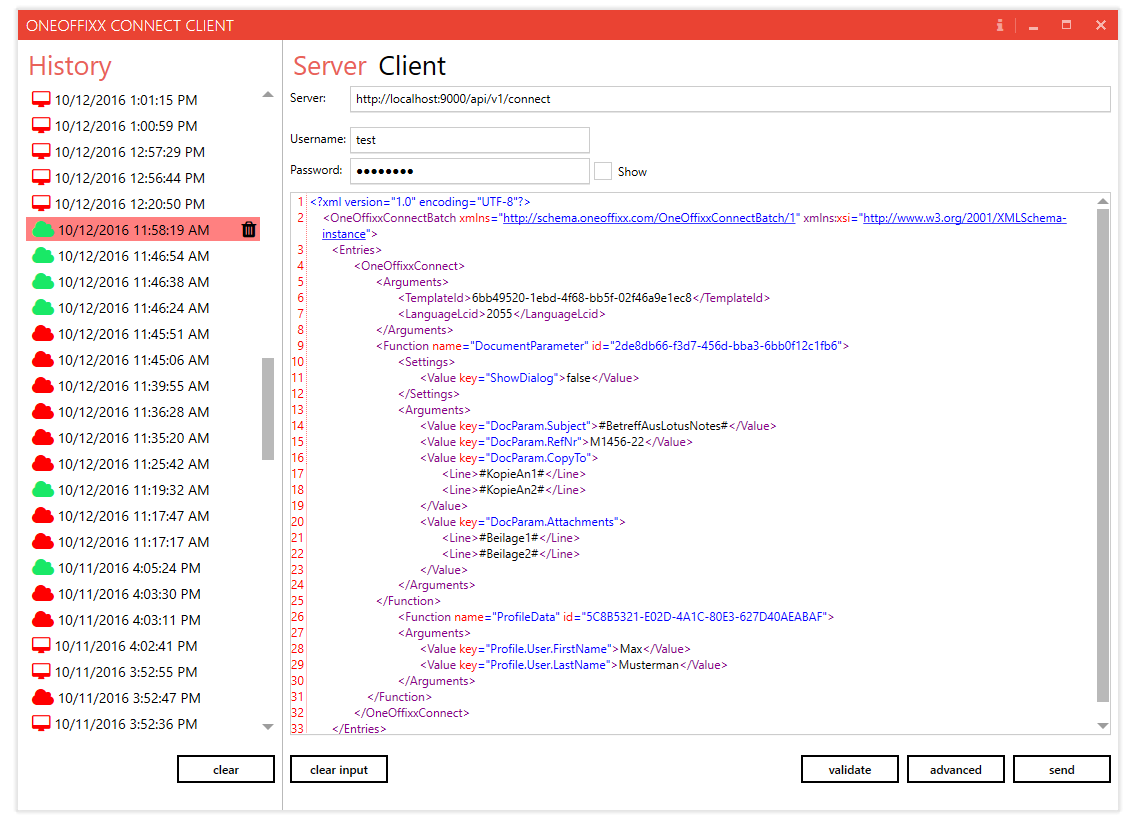 ONEOFFIXX CONNECT CLIENT
History
10/12/2016 1:01:15 PM
10/12/2016 1:00:59 PM
10/12/2016 12:57:29 PM
10/12/2016 12:56:44 PM
10/12/2016 12:20:50 PM
10/12/2016 11:58:19 AM
10/12/2016 11:46:54 AM
10/12/2016 11:46:38 AM
10/12/2016 11:46:24 AM
10/12/2016 11:45:51 AM
10/12/2016 11:45:06 AM
10/12/2016 11:39:55 AM
10/12/2016 11:36:28 AM
10/12/2016 11:35:20 AM
10/12/2016 11:25:42 AM
10/12/2016 11:19:32 AM
10/12/2016 11:17:47 AM
10/12/2016 11:17:17 AM
10/11/2016 4:05:24 PM
10/11/2016 4:03:30 PM
10/11/2016 4:03:11 PM
10/11/2016 4:02:41 PM
10/11/2016 3:52:55 PM
10/11/2016 3:52:47 PM
10/11/2016 3:52:36 PM
clear
Server Client
Server: http://localhost:9000/api/v1/connect
Username: test
Password: ●●●●●●●● Show
1 <?xml version="1.0" encoding="UTF-8"?>
2 <OneOffixxConnectBatch xmlns="http://schema.oneoffixx.com/OneOffixxConnectBatch/1" xmlns:xsi="http://www.w3.org/2001/XMLSchema-
instance">
3 <Entries>
4 <OneOffixxConnect>
5 <Arguments>
6 <TemplateId>6bb49520-1ebd-4f68-bb5f-02f46a9e1ec8</TemplateId>
7 <LanguageLcid>2055</LanguageLcid>
8 </Arguments>
9 <Function name="DocumentParameter" id="2de8db66-f3d7-456d-bba3-6bb0f12c1fb6">
10 <Settings>
11 <Value key="ShowDialog">false</Value>
12 </Settings>
13 <Arguments>
14 <Value key="DocParam.Subject">#BetreffAusLotusNotes#</Value>
15 <Value key="DocParam.RefNr">M1456-22</Value>
16 <Value key="DocParam.CopyTo">
17 <Line>#KopieAn1#</Line>
18 <Line>#KopieAn2#</Line>
19 </Value>
20 <Value key="DocParam.Attachments">
21 <Line>#Beilage1#</Line>
22 <Line>#Beilage2#</Line>
23 </Value>
24 </Arguments>
25 </Function>
26 <Function name="ProfileData" id="5C8B5321-E02D-4A1C-80E3-627D40AEABAF">
27 <Arguments>
28 <Value key="Profile.User.FirstName">Max</Value>
29 <Value key="Profile.User.LastName">Musterman</Value>
30 </Arguments>
31 </Function>
32 </OneOffixxConnect>
33 </Entries>
clear input validate advanced send